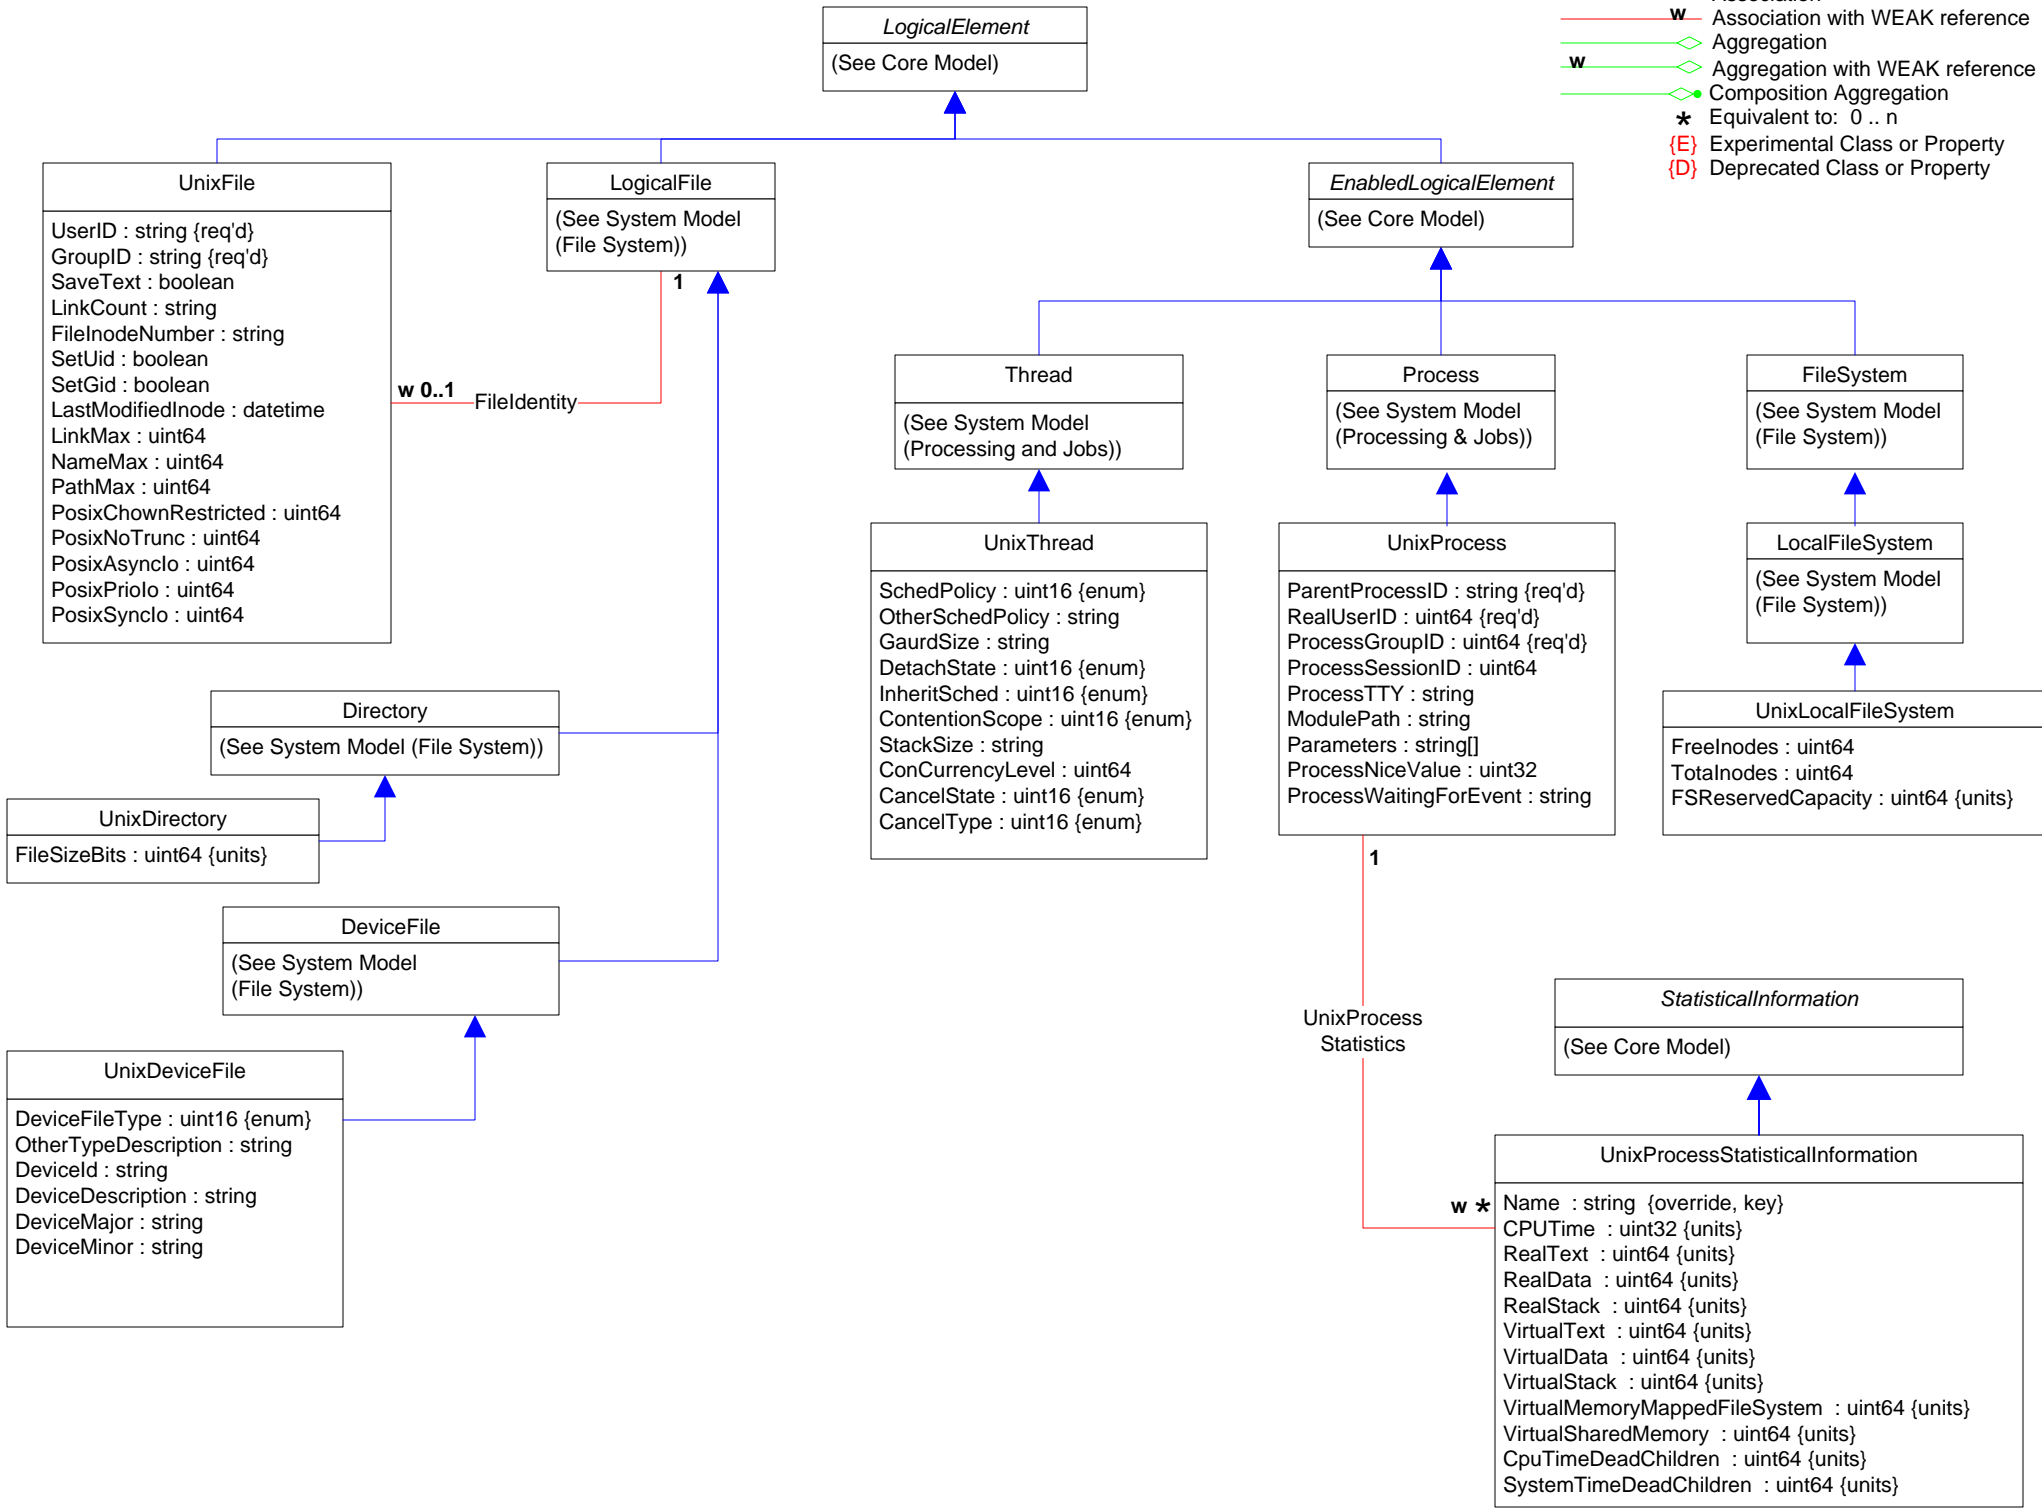 Association
w Association with WEAK reference
Aggregation
w Aggregation with WEAK reference
Composition Aggregation
* Equivalent to: 0 .. n
{E} Experimental Class or Property
{D} Deprecated Class or Property
LogicalElement
(See Core Model)
UnixFile
UserID : string {req'd}
GroupID : string {req'd}
SaveText : boolean
LinkCount : string
FileInodeNumber : string
SetUid : boolean
SetGid : boolean
LastModifiedInode : datetime
LinkMax : uint64
NameMax : uint64
PathMax : uint64
PosixChownRestricted : uint64
PosixNoTrunc : uint64
PosixAsyncIo : uint64
PosixPrioIo : uint64
PosixSyncIo : uint64
LogicalFile
(See System Model
(File System))
1
w 0..1
FileIdentity
EnabledLogicalElement
(See Core Model)
Thread
(See System Model
(Processing and Jobs))
Process
(See System Model
(Processing & Jobs))
FileSystem
(See System Model
(File System))
UnixThread
SchedPolicy : uint16 {enum}
OtherSchedPolicy : string
GaurdSize : string
DetachState : uint16 {enum}
InheritSched : uint16 {enum}
ContentionScope : uint16 {enum}
StackSize : string
ConCurrencyLevel : uint64
CancelState : uint16 {enum}
CancelType : uint16 {enum}
UnixProcess
ParentProcessID : string {req'd}
RealUserID : uint64 {req'd}
ProcessGroupID : uint64 {req'd}
ProcessSessionID : uint64
ProcessTTY : string
ModulePath : string
Parameters : string[]
ProcessNiceValue : uint32
ProcessWaitingForEvent : string
LocalFileSystem
(See System Model
(File System))
UnixLocalFileSystem
FreeInodes : uint64
TotalInodes : uint64
FSReservedCapacity : uint64 {units}
Directory
(See System Model (File System))
UnixDirectory
FileSizeBits : uint64 {units}
DeviceFile
(See System Model
(File System))
UnixDeviceFile
DeviceFileType : uint16 {enum}
OtherTypeDescription : string
DeviceId : string
DeviceDescription : string
DeviceMajor : string
DeviceMinor : string
1
UnixProcess
Statistics
w *
StatisticalInformation
(See Core Model)
UnixProcessStatisticalInformation
Name : string {override, key}
CPUTime : uint32 {units}
RealText : uint64 {units}
RealData : uint64 {units}
RealStack : uint64 {units}
VirtualText : uint64 {units}
VirtualData : uint64 {units}
VirtualStack : uint64 {units}
VirtualMemoryMappedFileSystem : uint64 {units}
VirtualSharedMemory : uint64 {units}
CpuTimeDeadChildren : uint64 {units}
SystemTimeDeadChildren : uint64 {units}